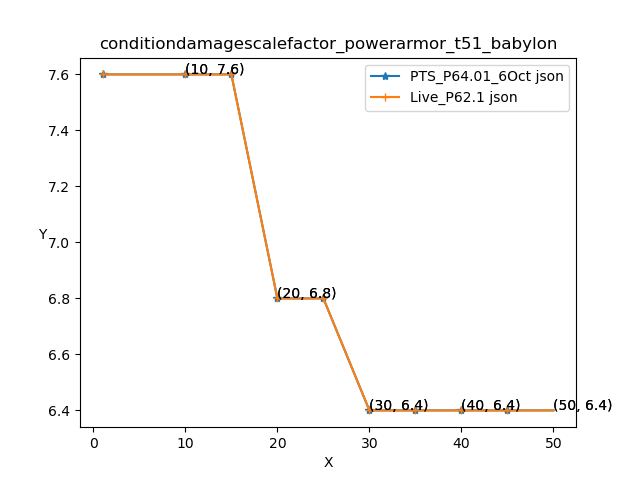 conditiondamagescalefactor_powerarmor_t51_babylon
PTS_P64.01_6Oct json
Live_P62.1 json
(10, 7.6)
(20, 6.8)
(30, 6.4)
(40, 6.4)
(50, 6.4)
Y
7.6
7.4
7.2
7.0
6.8
6.6
6.4
0 10 20 30 40 50
X